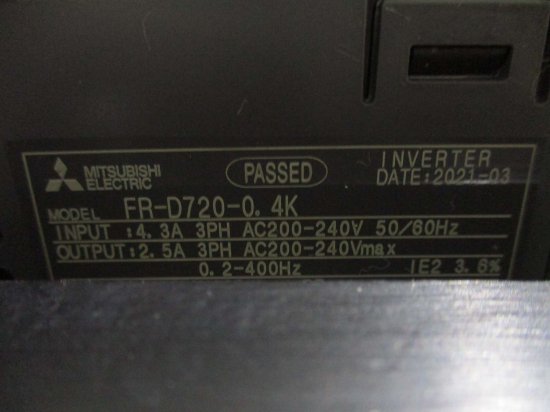 MITSUBISHI
ELECTRIC
PASSED
INVERTER
DATE:2021-03
MODEL FR-D720-0.4K
INPUT :4.3A 3PH AC200-240V 50/60Hz
OUTPUT:2.5A 3PH AC200-240Vmax
0.2-400Hz IE2 3.6%